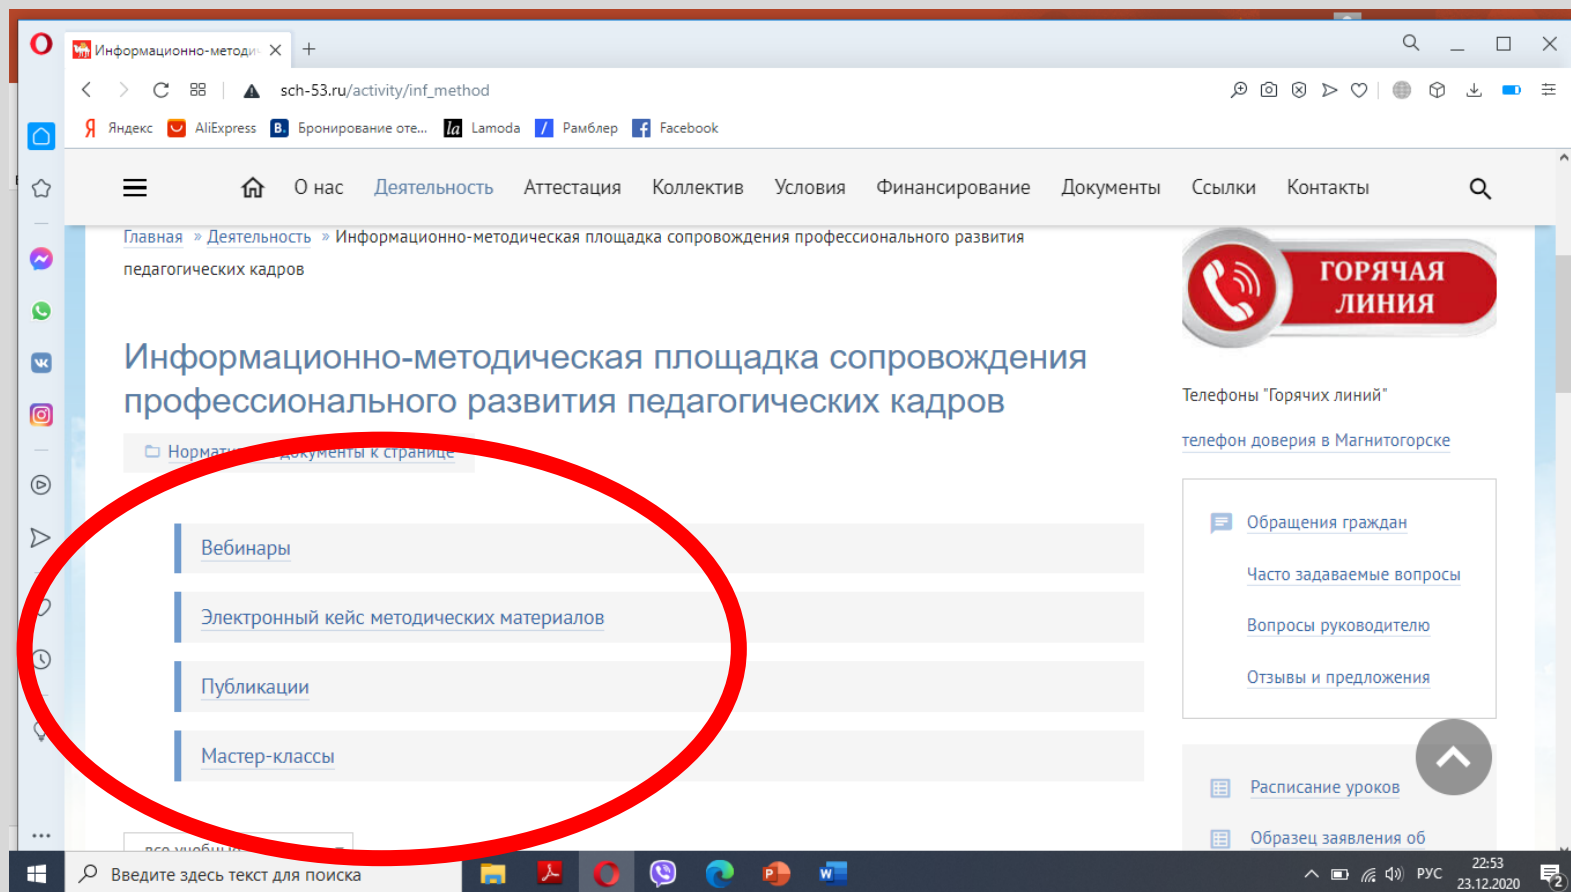 Информационно-методи
sch-53.ru/activity/inf_method
Яндекс AliExpress Бронирование оте... Lamoda Рамблер Facebook
О нас Деятельность Аттестация Коллектив Условия Финансирование Документы Ссылки Контакты
Главная » Деятельность » Информационно-методическая площадка сопровождения профессионального развития
педагогических кадров
ГОРЯЧАЯ
ЛИНИЯ
Информационно-методическая площадка сопровождения
профессионального развития педагогических кадров
Телефоны "Горячих линий"
телефон доверия в Магнитогорске
документы к странице
Вебинары
Электронный кейс методических материалов
Публикации
Мастер-классы
Обращения граждан
Часто задаваемые вопросы
Вопросы руководителю
Отзывы и предложения
Расписание уроков
Образец заявления об
Введите здесь текст для поиска
РУС
22:53
23.12.2020
2